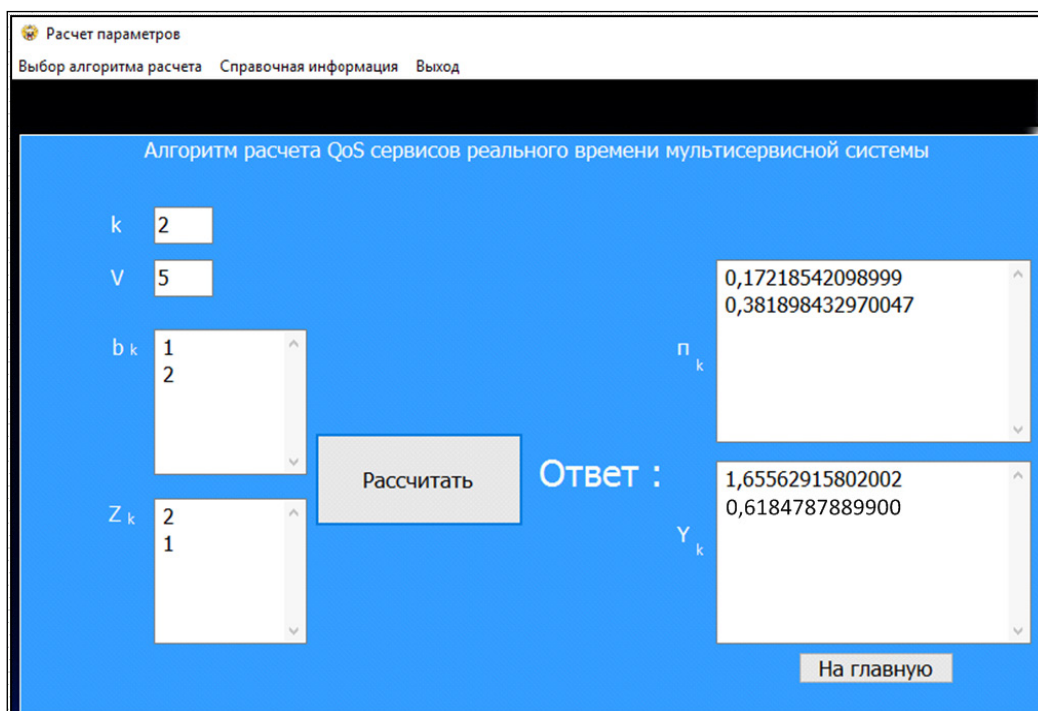 Расчет параметров
Выбор алгоритма расчета Справочная информация Выход
Алгоритм расчета QoS сервисов реального времени мультисервисной системы
k 2
V 5
b k
1
2
Z k
2
1
Рассчитать
Ответ :
п k
0,17218542098999
0,381898432970047
Y k
1,65562915802002
0,6184787889900
На главную